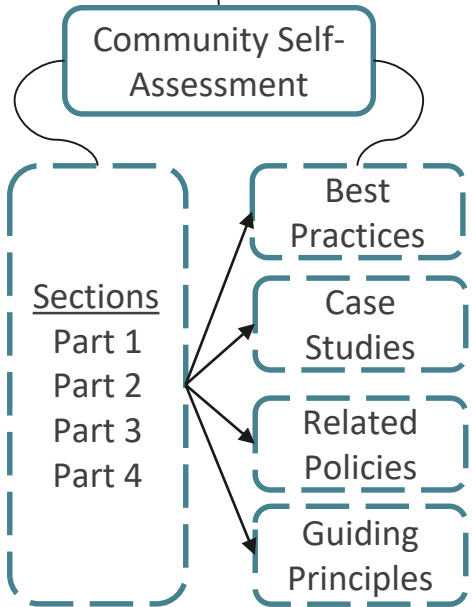 Community Self-
Assessment
Sections
Part 1
Part 2
Part 3
Part 4
Best
Practices
Case
Studies
Related
Policies
Guiding
Principles